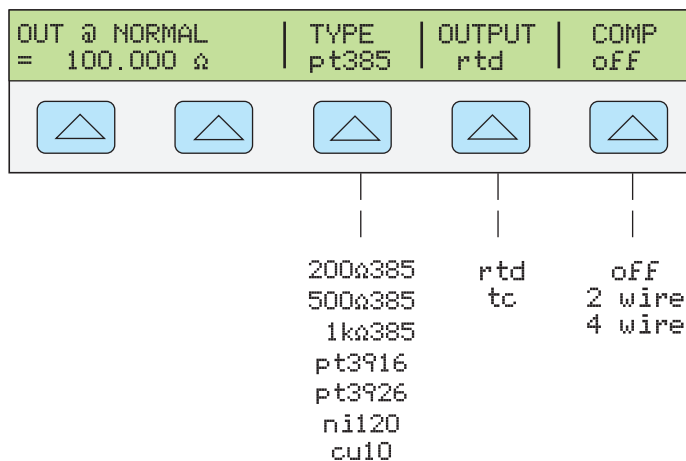 OUT @ NORMAL | TYPE | OUTPUT | COMP
= 100.000 Ω | pt385 | rtd | off
200Ω385 rtd off
500Ω385 tc 2 wire
1kΩ385 4 wire
pt3916
pt3926
ni120
cu10